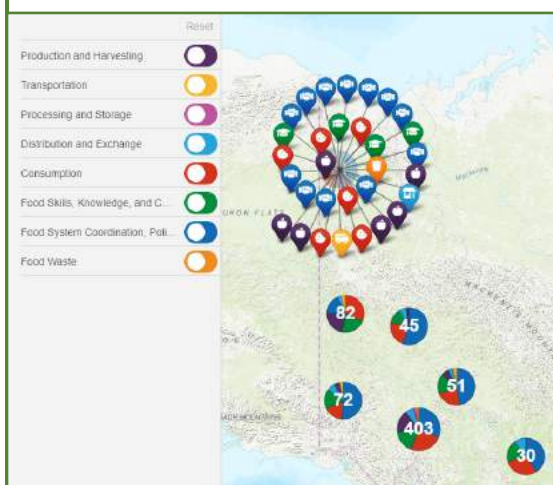 Reset
Production and Harvesting
Transportation
Processing and Storage
Distribution and Exchange
Consumption
Food Skills, Knowledge, and C...
Food System Coordination, Poli...
Food Waste
Mackenzie
82
45
51
72
403
30